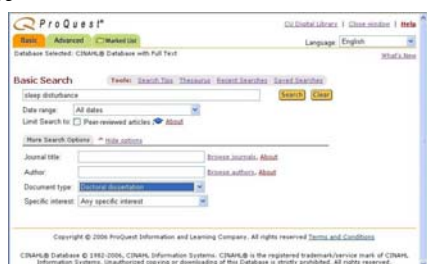 ProQuest®
CU Digital Library | Close window | Help
Basic Advanced Marked List Language: English
Database Selected: CINAHL® Database with Full Text What's New
Basic Search Tools: Search Tips Thesaurus Recent Searches Saved Searches
sleep disturbance Search Clear
Date range: All dates
Limit Search to: Peer-reviewed articles About
More Search Options ^ Hide options
Journal title: Browse journals, About
Author: Browse authors, About
Document type: Doctoral dissertation
Specific interest: Any specific interest
Copyright © 2006 ProQuest Information and Learning Company. All rights reserved Terms and Conditions
CINAHL® Database © 1982-2006, CINAHL Information Systems. CINAHL® is the registered trademark/service mark of CINAHL
Information Systems. Unauthorized copying or downloading of this Database is strictly prohibited. All rights reserved.